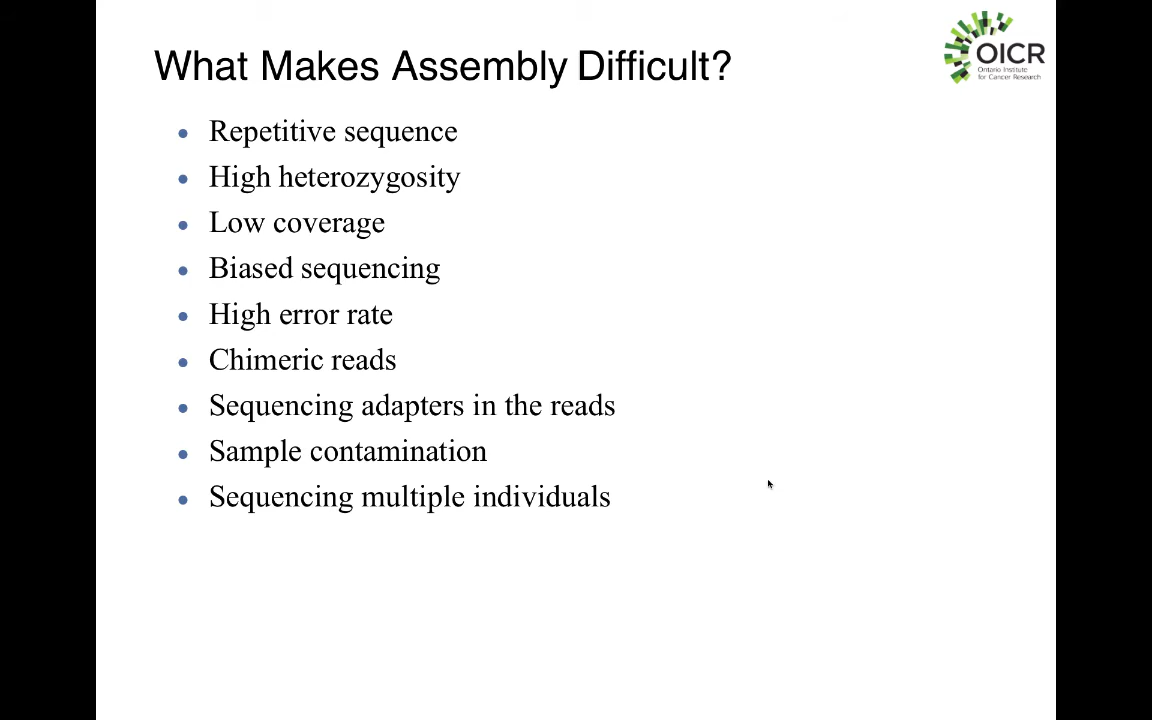 What Makes Assembly Difficult?
OICR
Ontario Institute
for Cancer Research
• Repetitive sequence
• High heterozygosity
• Low coverage
• Biased sequencing
• High error rate
• Chimeric reads
• Sequencing adapters in the reads
• Sample contamination
• Sequencing multiple individuals